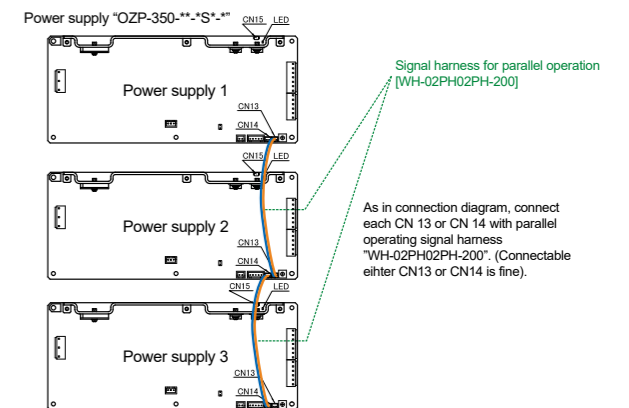 Power supply “OZP-350-**-*S*-*”
CN15 LED
Power supply 1
CN13
CN14
Signal harness for parallel operation
[WH-02PH02PH-200]
CN15 LED
Power supply 2
CN13
CN14
As in connection diagram, connect
each CN 13 or CN 14 with parallel
operating signal harness
"WH-02PH02PH-200". (Connectable
eihter CN13 or CN14 is fine).
CN15 LED
Power supply 3
CN13
CN14